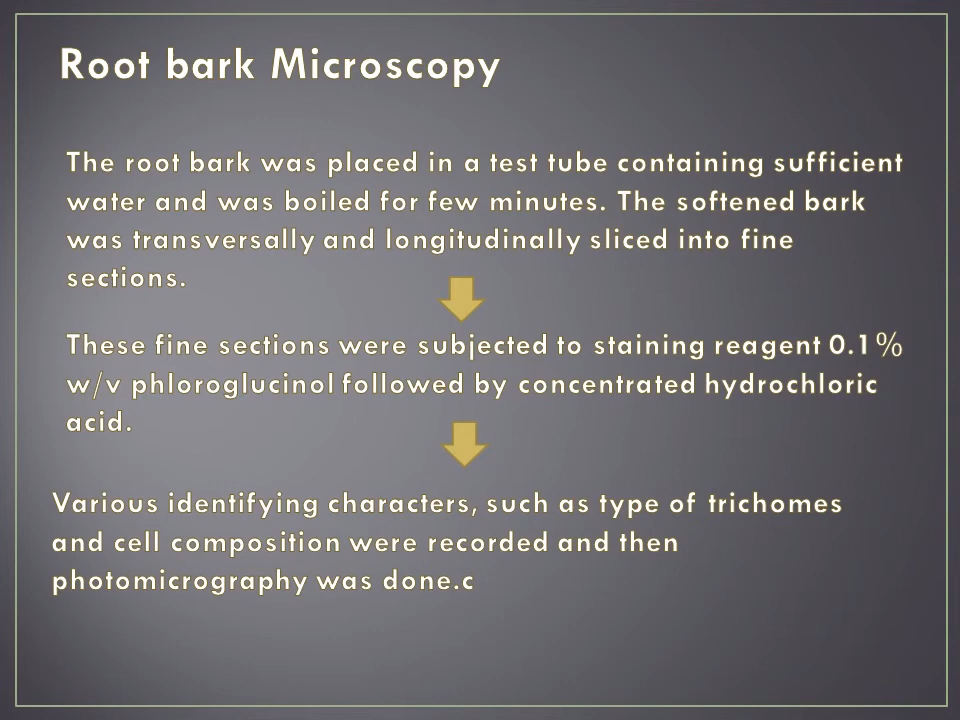 Root bark Microscopy
The root bark was placed in a test tube containing sufficient
water and was boiled for few minutes. The softened bark
was transversally and longitudinally sliced into fine
sections.
These fine sections were subjected to staining reagent 0.1%
w/v phloroglucinol followed by concentrated hydrochloric
acid.
Various identifying characters, such as type of trichomes
and cell composition were recorded and then
photomicrography was done.c